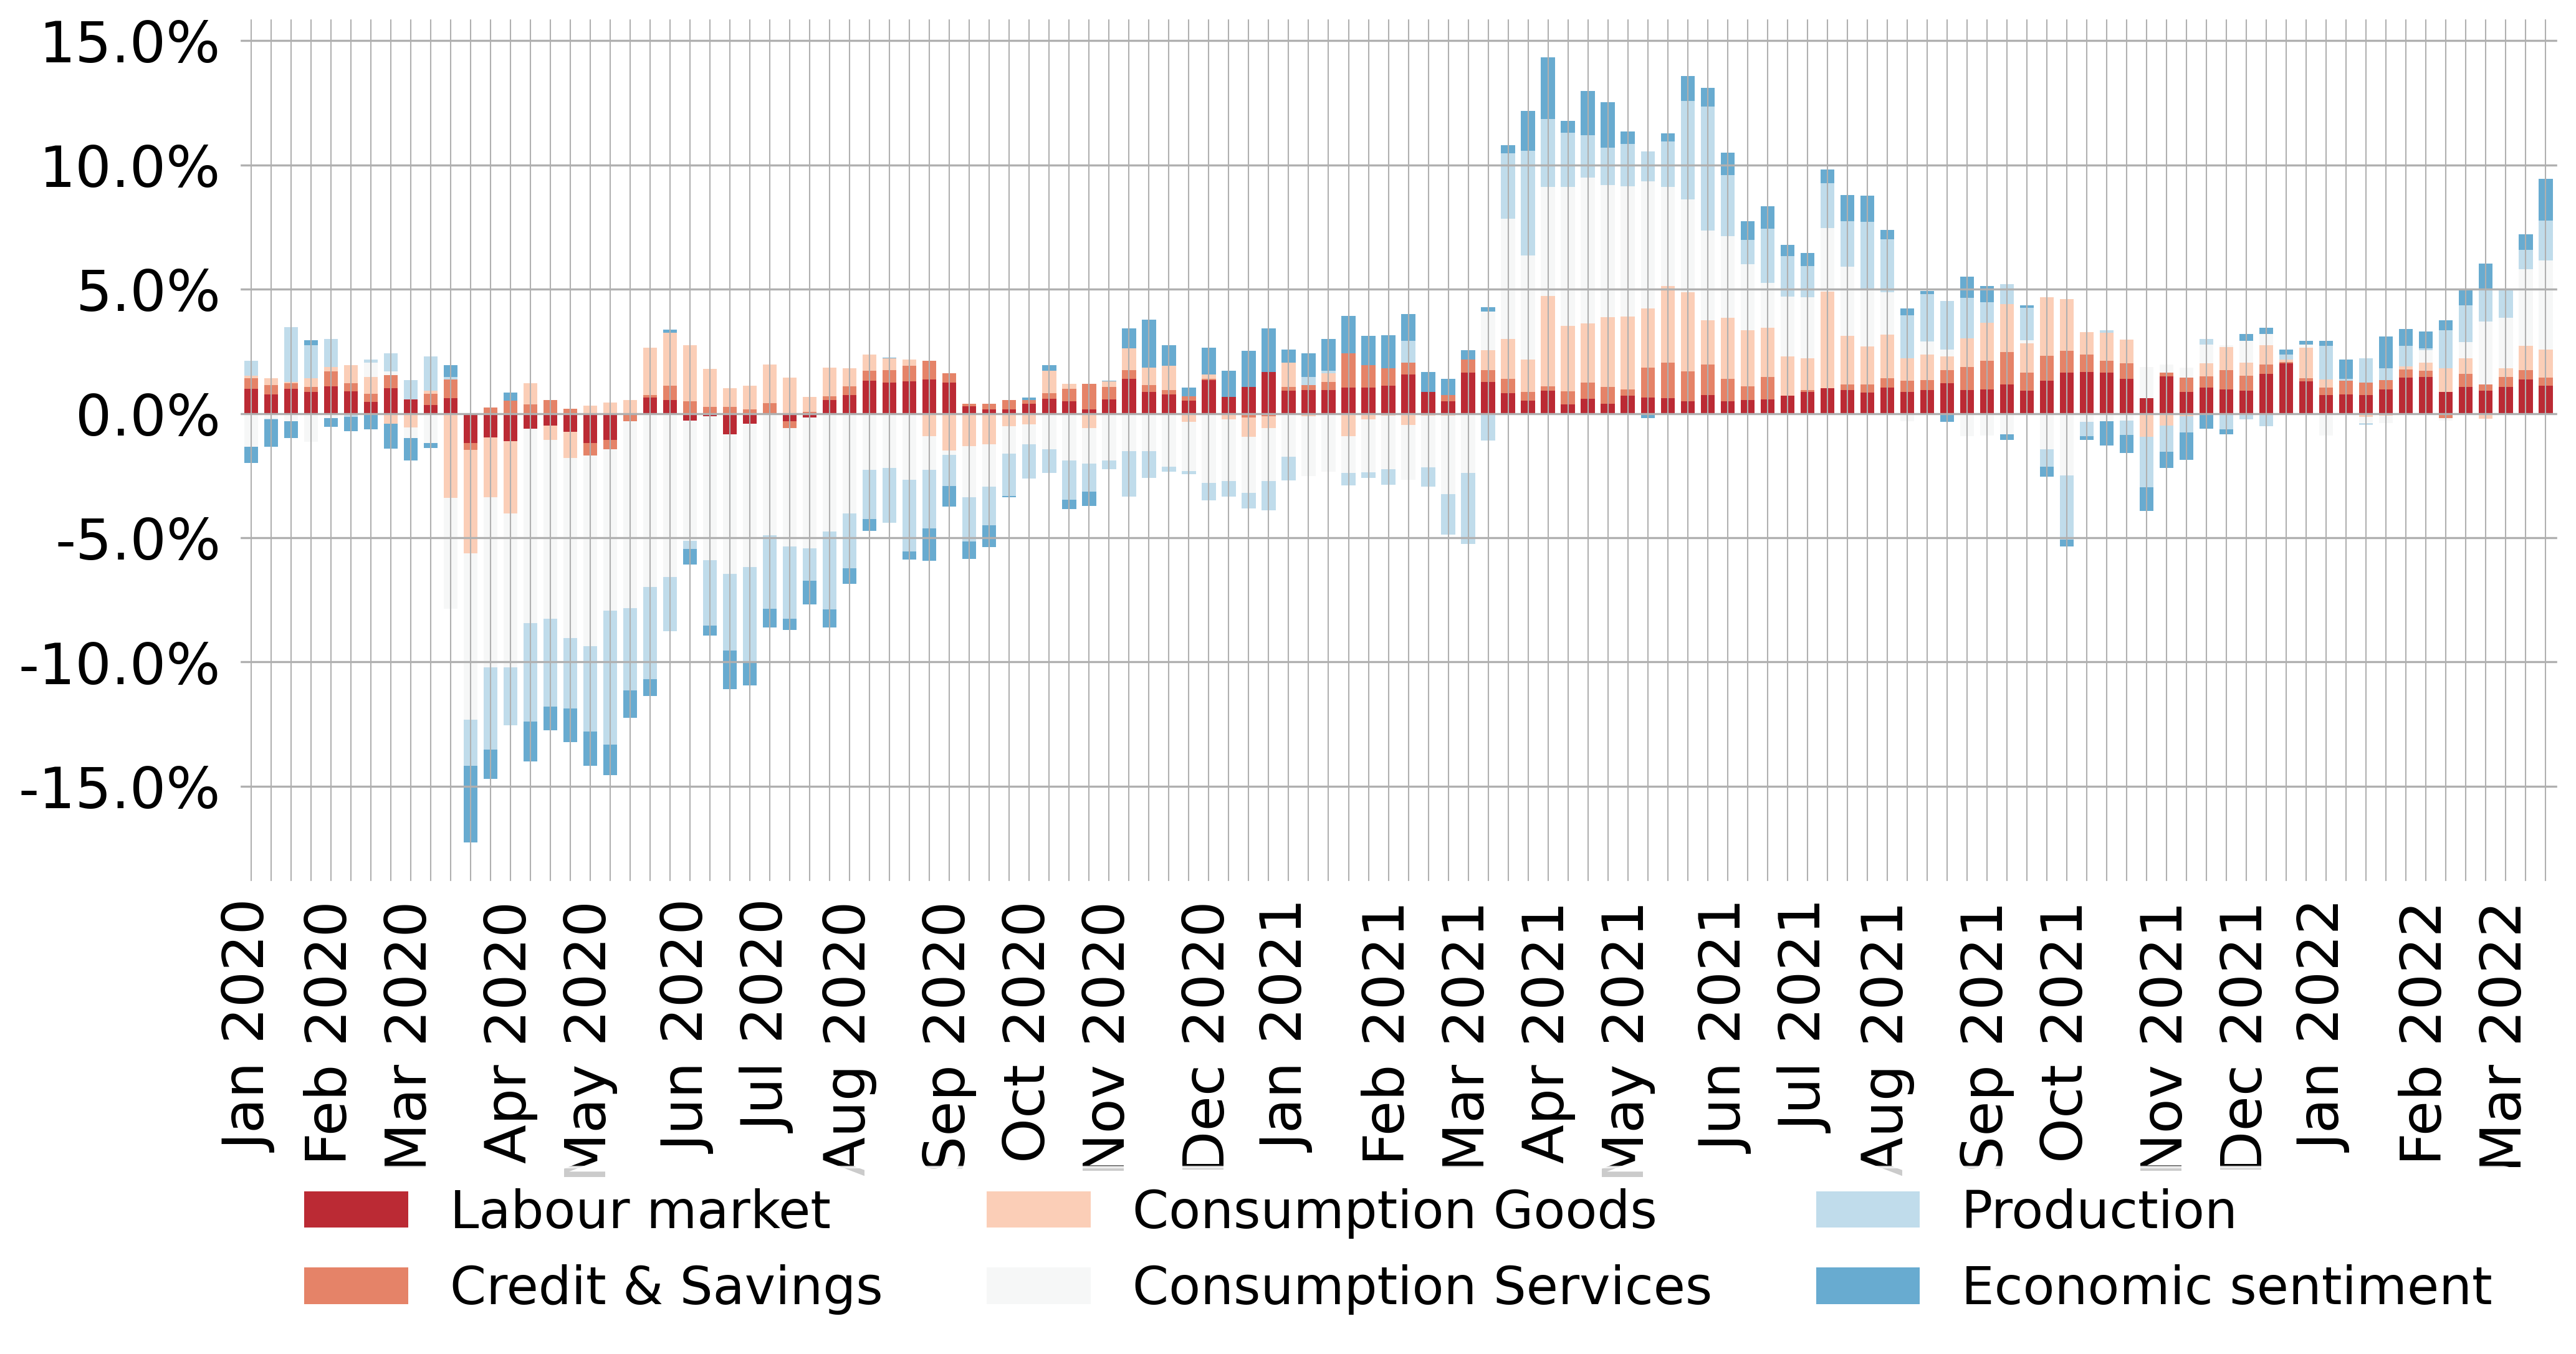 15.0%
10.0%
5.0%
0.0%
-5.0%
-10.0%
-15.0%
Jan 2020
Feb 2020
Mar 2020
Apr 2020
May 2020
Jun 2020
Jul 2020
Aug 2020
Sep 2020
Oct 2020
Nov 2020
Dec 2020
Jan 2021
Feb 2021
Mar 2021
Apr 2021
May 2021
Jun 2021
Jul 2021
Aug 2021
Sep 2021
Oct 2021
Nov 2021
Dec 2021
Jan 2022
Feb 2022
Mar 2022
Labour market
Credit & Savings
Consumption Goods
Consumption Services
Production
Economic sentiment